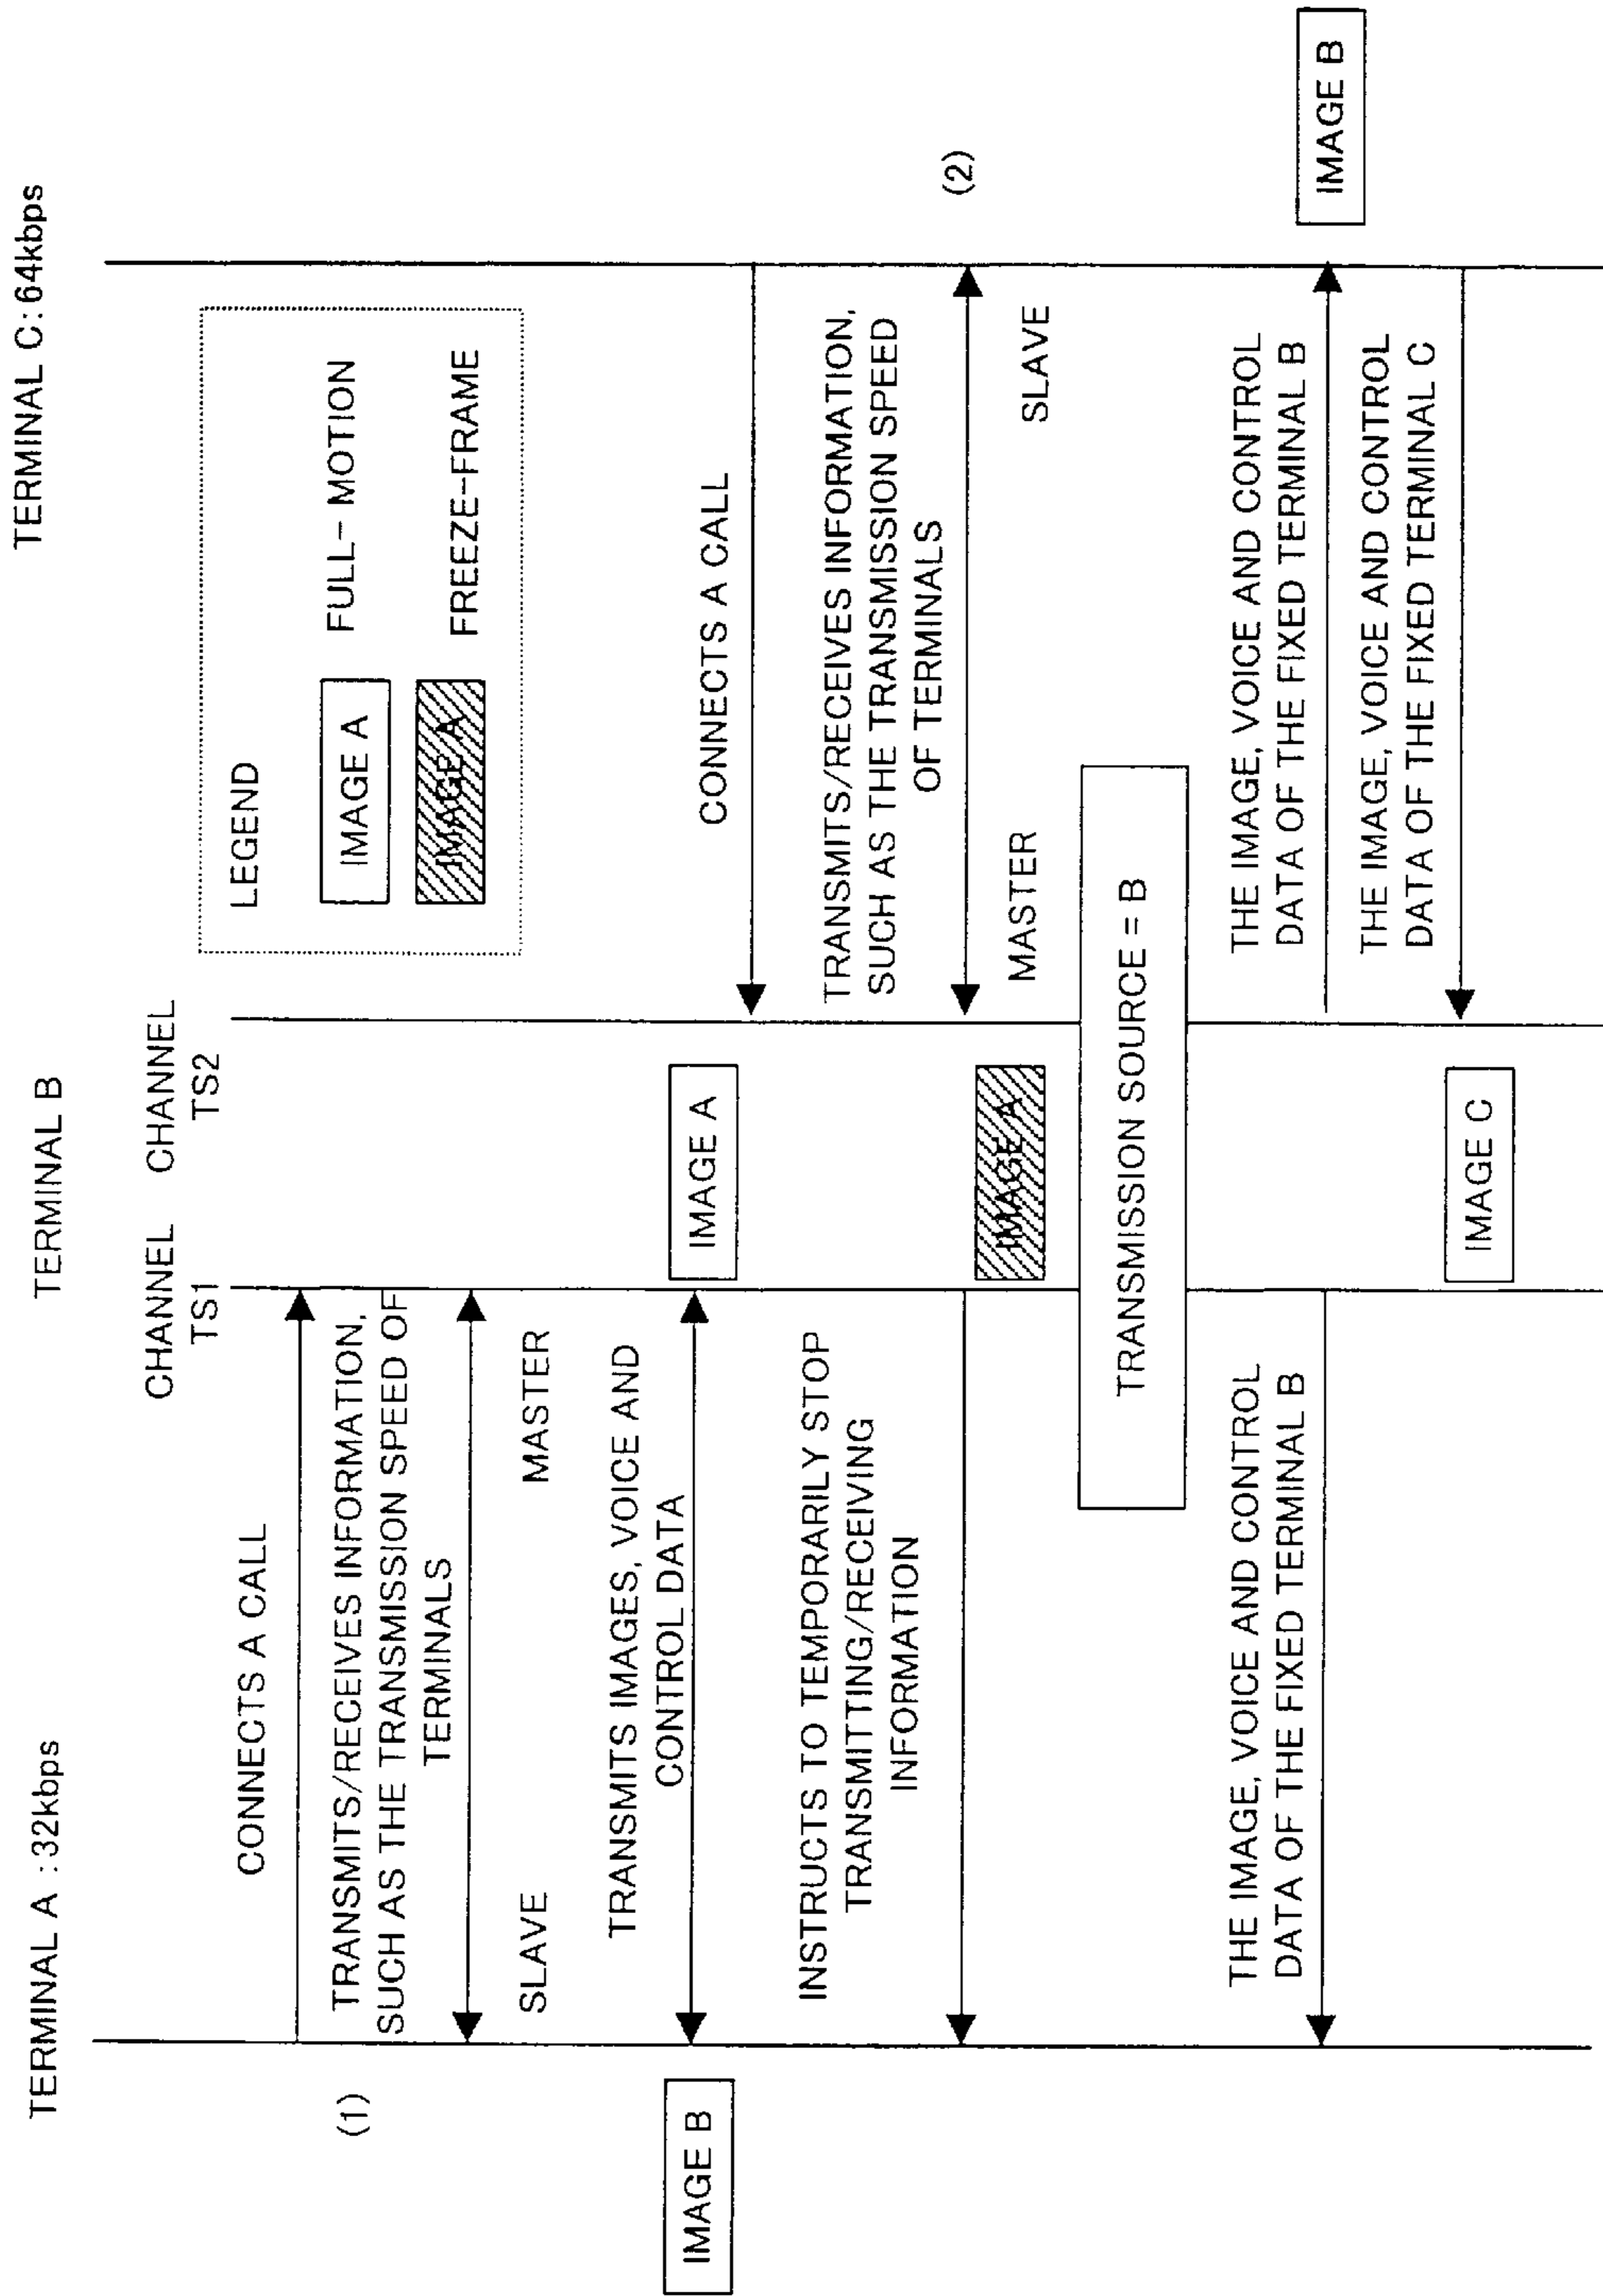 TERMINAL A :32kbps
TERMINAL B
TERMINAL C:64kbps
CHANNEL
TS1
CHANNEL
TS2
LEGEND
IMAGE A
FULL-MOTION
IMAGE A
FREEZE-FRAME
(1)
CONNECTS A CALL
TRANSMITS/RECEIVES INFORMATION,
SUCH AS THE TRANSMISSION SPEED OF
TERMINALS
SLAVE
MASTER
IMAGE B
TRANSMITS IMAGES, VOICE AND
CONTROL DATA
IMAGE A
CONNECTS A CALL
INSTRUCTS TO TEMPORARILY STOP
TRANSMITTING/RECEIVING
INFORMATION
IMAGE A
TRANSMITS/RECEIVES INFORMATION,
SUCH AS THE TRANSMISSION SPEED
OF TERMINALS
(2)
MASTER
SLAVE
TRANSMISSION SOURCE = B
THE IMAGE, VOICE AND CONTROL
DATA OF THE FIXED TERMINAL B
THE IMAGE, VOICE AND CONTROL
DATA OF THE FIXED TERMINAL B
IMAGE B
THE IMAGE, VOICE AND CONTROL
DATA OF THE FIXED TERMINAL C
IMAGE C